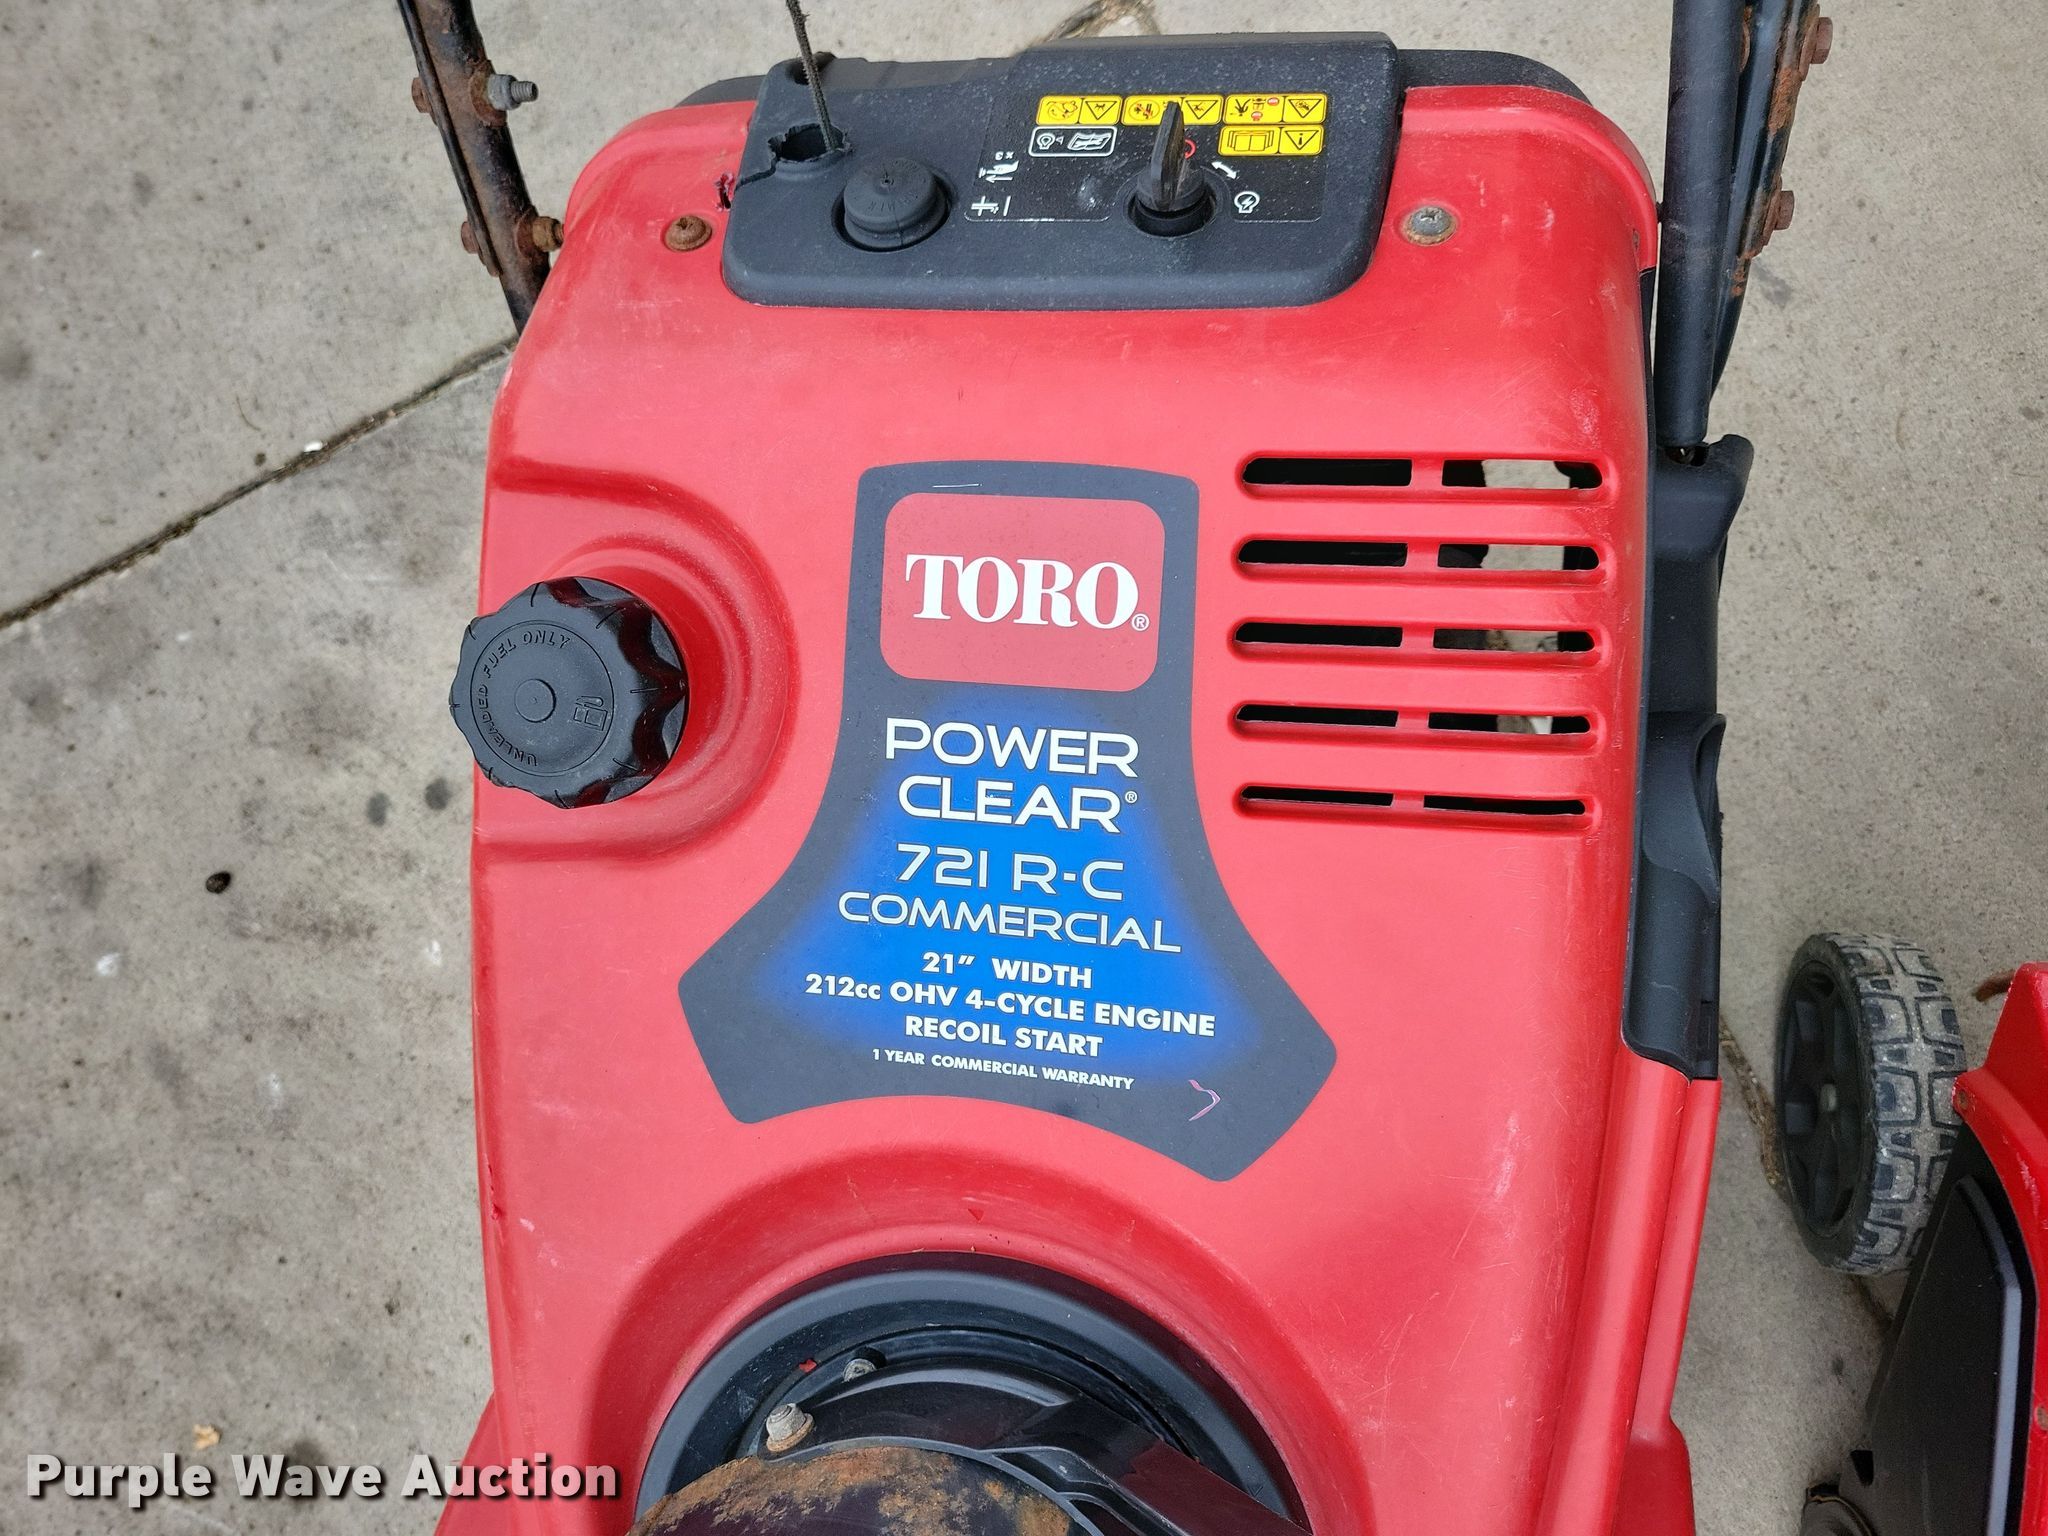 x 3
TORO®
POWER
CLEAR®
721 R-C
COMMERCIAL
21" WIDTH
212cc OHV 4-CYCLE ENGINE
RECOIL START
1 YEAR COMMERCIAL WARRANTY
UNLEADED FUEL ONLY
Purple Wave Auction